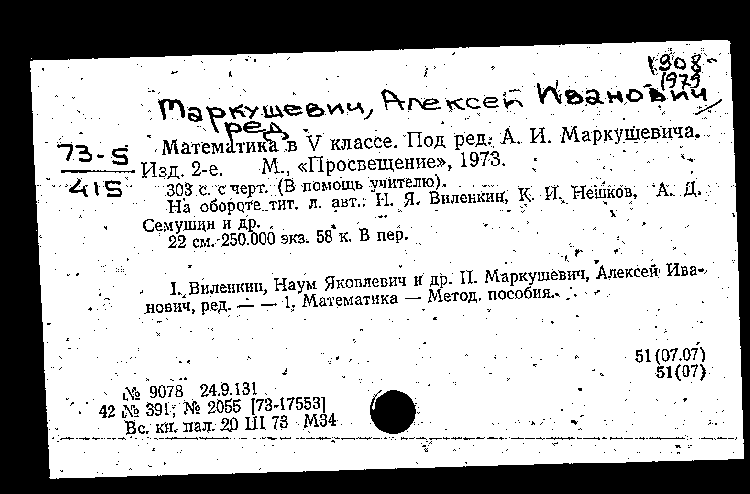 1908-
1979
Маркушевич, Алексей Иванович
ред
73-5
415
Математика в V классе. Под ред. А. И. Маркушевича.
Изд. 2-е. М., «Просвещение», 1973.
303 с. с черт. (В помощь учителю).
На обороте тит. л. авт.: Н. Я. Виленкин, К. И. Нешков, А. Д.
Семушин и др.
22 см. 250.000 экз. 58 к. В пер.
I. Виленкин, Наум Яковлевич и др. II. Маркушевич, Алексей Ива-
нович, ред. — — 1. Математика — Метод. пособия.
51(07.07)
51(07)
№ 9078 24.9.131
42 № 391; № 2055 [73-17553]
Вс. кн. пал. 20 III 73 М34